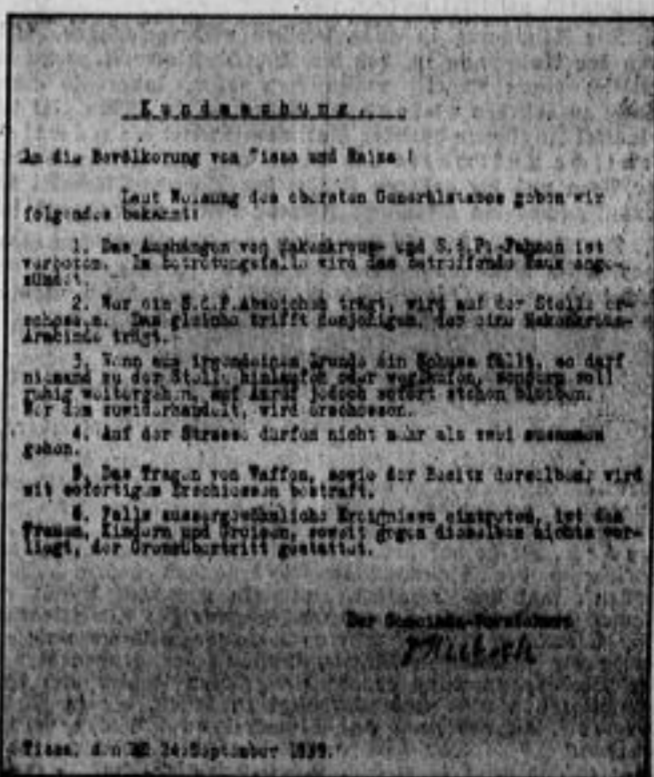 Kundmachung.
An die Bevölkerung von Tissa und Haina!
Laut Weisung des obersten Generalstabes geben wir
folgendes bekannt:
1. Das Aushängen von Hakenkreuz- und S.d.P.-Fahnen ist
verboten. Im betretungsfalle wird das betreffende Haus ange-
zündet.
2. Wer ein S.d.P. Abzeichen trägt, wird auf der Stelle er-
schossen. Das gleiche trifft denjenigen, der eine Hakenkreuz-
Armbinde trägt.
3. Wenn aus irgendeinem Grunde ein Schuss fällt, so darf
niemand zu der Stelle hinlaufen oder weglaufen, sondern soll
ruhig weitergehen, auf Anruf jedoch sofort stehen bleiben.
Wer dem zuwiderhandelt, wird erschossen.
4. Auf der Strasse dürfen nicht mehr als zwei zusammen
gehen.
5. Das Tragen von Waffen, sowie der Besitz derselben, wird
mit sofortigem Erschiessen bestraft.
6. Falls aussergewöhnliche Ereignisse eintreten, ist den
Frauen, Kindern und Greisen, soweit gegen dieselben nichts vor-
liegt, der Grenzübertritt gestattet.
Der Gemeinde-Vorsteher:
Tissa, den 24. September